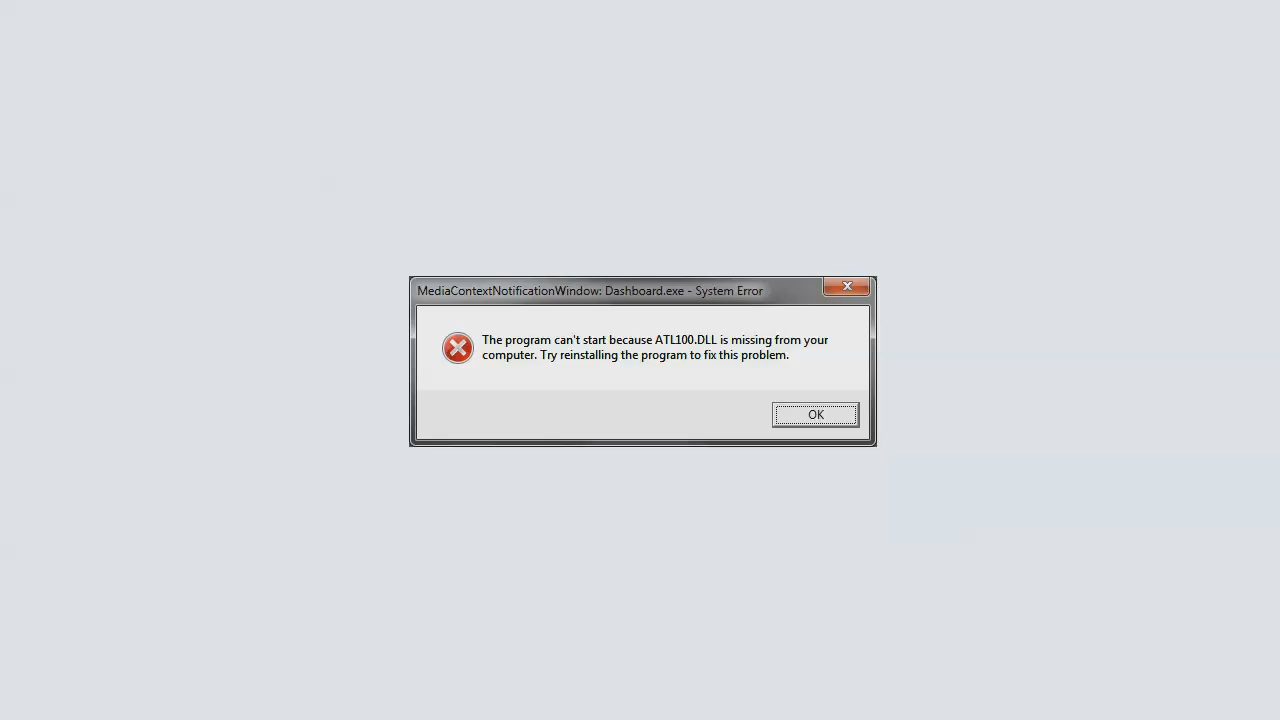 MediaContextNotificationWindow: Dashboard.exe - System Error
The program can't start because ATL100.DLL is missing from your
computer. Try reinstalling the program to fix this problem.
OK